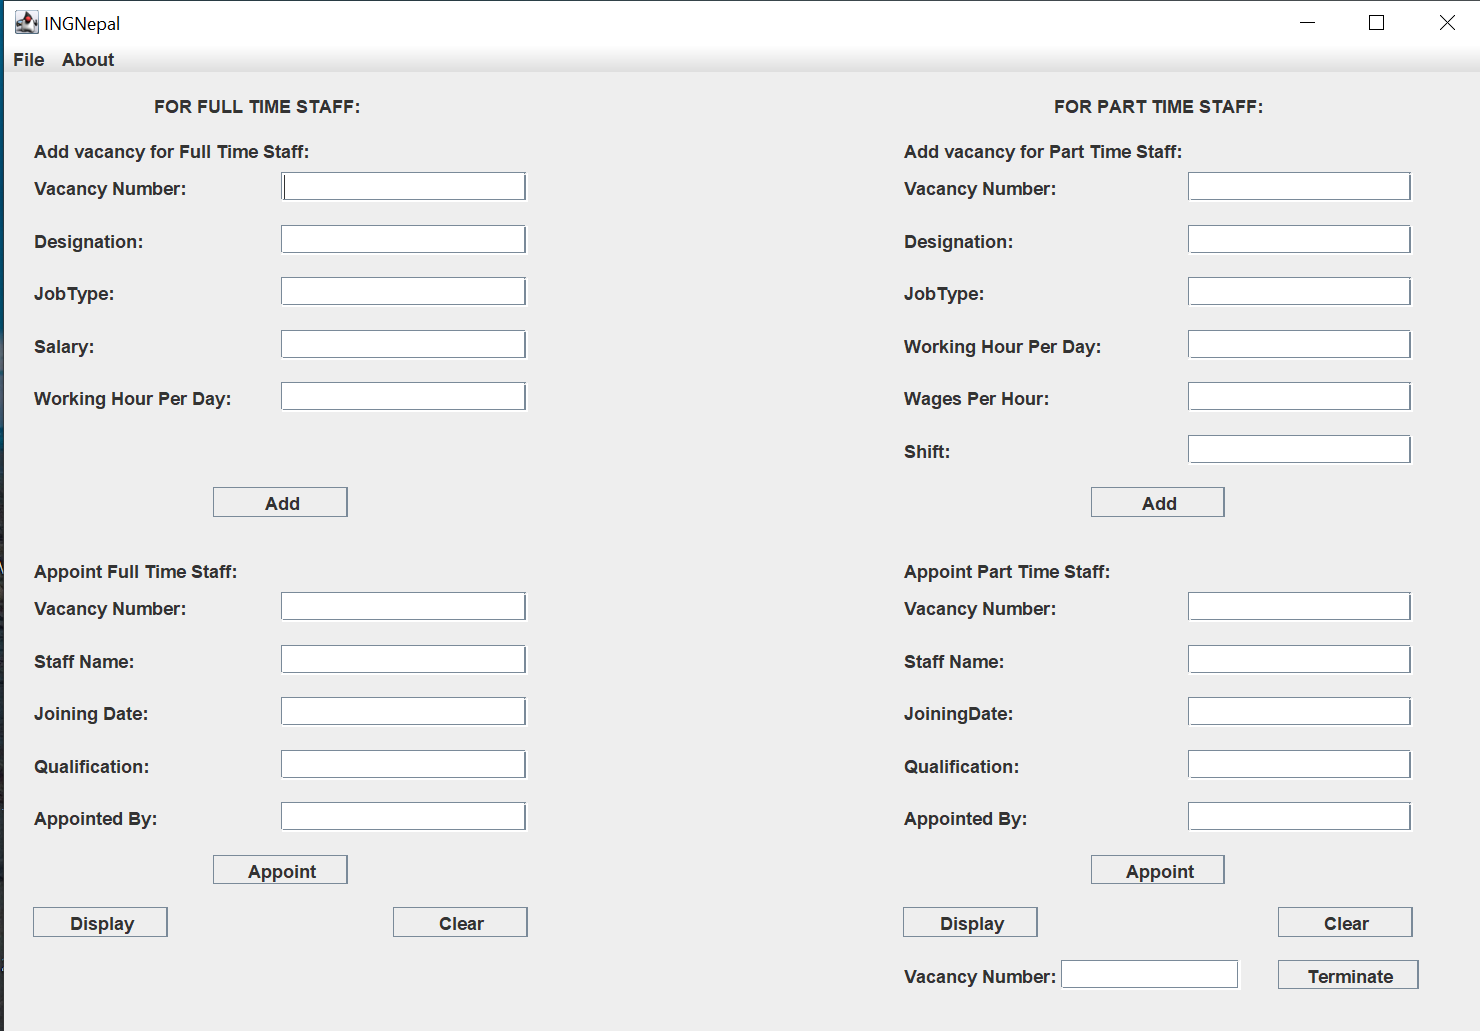 INGNepal
File About
FOR FULL TIME STAFF:
Add vacancy for Full Time Staff:
Vacancy Number:
Designation:
JobType:
Salary:
Working Hour Per Day:
Add
Appoint Full Time Staff:
Vacancy Number:
Staff Name:
Joining Date:
Qualification:
Appointed By:
Appoint
Display Clear
FOR PART TIME STAFF:
Add vacancy for Part Time Staff:
Vacancy Number:
Designation:
JobType:
Working Hour Per Day:
Wages Per Hour:
Shift:
Add
Appoint Part Time Staff:
Vacancy Number:
Staff Name:
JoiningDate:
Qualification:
Appointed By:
Appoint
Display Clear
Vacancy Number: Terminate